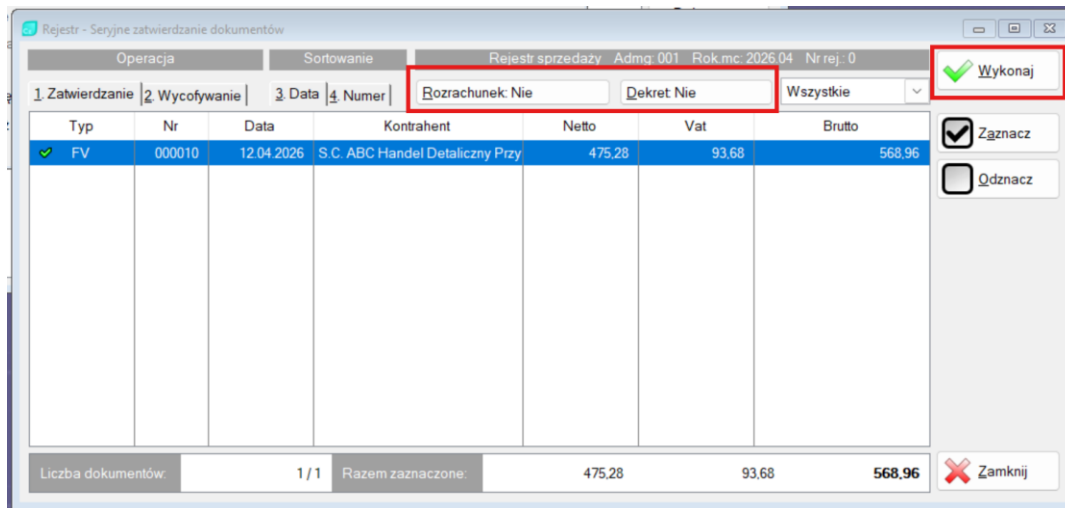 Rejestr - Seryjne zatwierdzanie dokumentów
Operacja Sortowanie Rejestr sprzedaży Admg: 001 Rok.mc: 2026.04 Nr rej.: 0
1. Zatwierdzanie 2. Wycofywanie 3. Data 4. Numer Rozrachunek: Nie Dekret: Nie Wszystkie
Wykonaj
Typ Nr Data Kontrahent Netto Vat Brutto
FV 000010 12.04.2026 S.C. ABC Handel Detaliczny Przy 475,28 93,68 568,96
Zaznacz
Odznacz
Liczba dokumentów: 1 / 1 Razem zaznaczone: 475,28 93,68 568,96
Zamknij